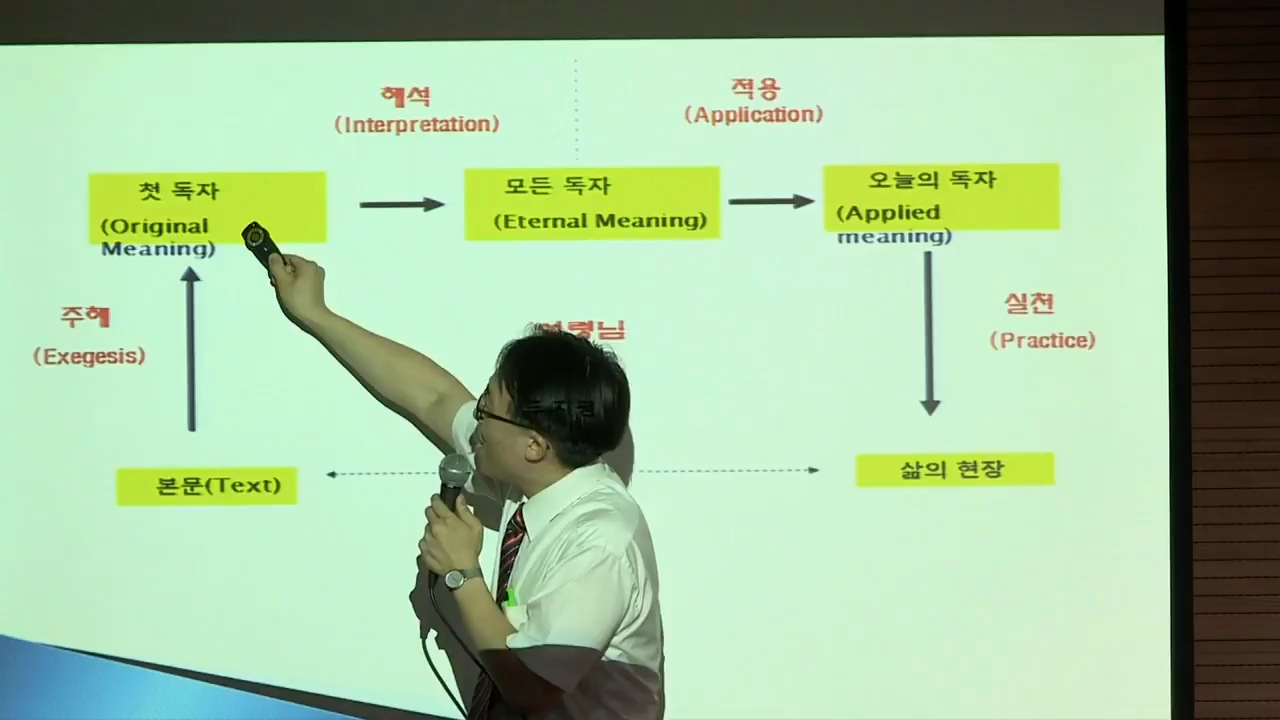 해석
(Interpretation)
적용
(Application)
첫 독자
(Original
Meaning)
모든 독자
(Eternal Meaning)
오늘의 독자
(Applied
meaning)
주해
(Exegesis)
실천
(Practice)
본문(Text)
삶의 현장